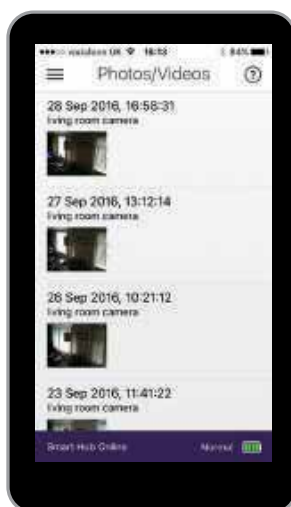 vodafone UK 16:13 84%
Photos/Videos ?
28 Sep 2016, 16:58:31
living room camera
27 Sep 2016, 13:12:14
living room camera
26 Sep 2016, 10:21:12
living room camera
23 Sep 2016, 11:41:22
living room camera
Smart Hub Online Normal